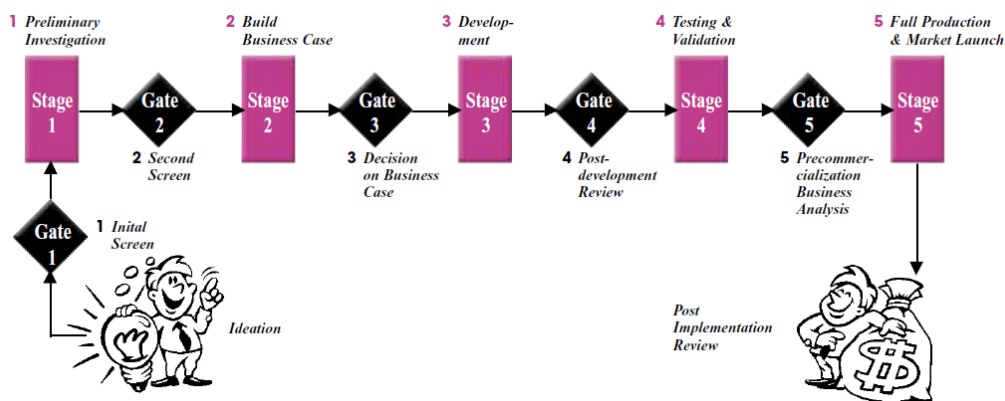 1 Preliminary
Investigation
2 Build
Business Case
3 Develop-
ment
4 Testing &
Validation
5 Full Production
& Market Launch
Stage
1
Gate
2
Stage
2
Gate
3
Stage
3
Gate
4
Stage
4
Gate
5
Stage
5
2 Second
Screen
3 Decision
on Business
Case
4 Post-
development
Review
5 Precommer-
cialization
Business
Analysis
Gate
1
1 Inital
Screen
Ideation
Post
Implementation
Review
$